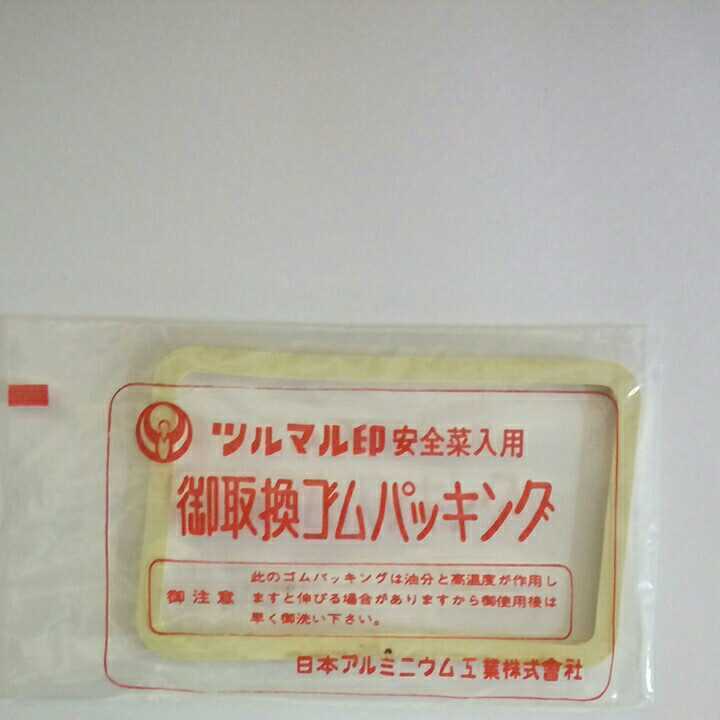 ツルマル印 安全菜入用
御取換ゴムパッキング
御注意
此のゴムパッキングは油分と高温度が作用し
ますと伸びる場合がありますから御使用後は
早く御洗い下さい。
日本アルミニウム工業株式會社